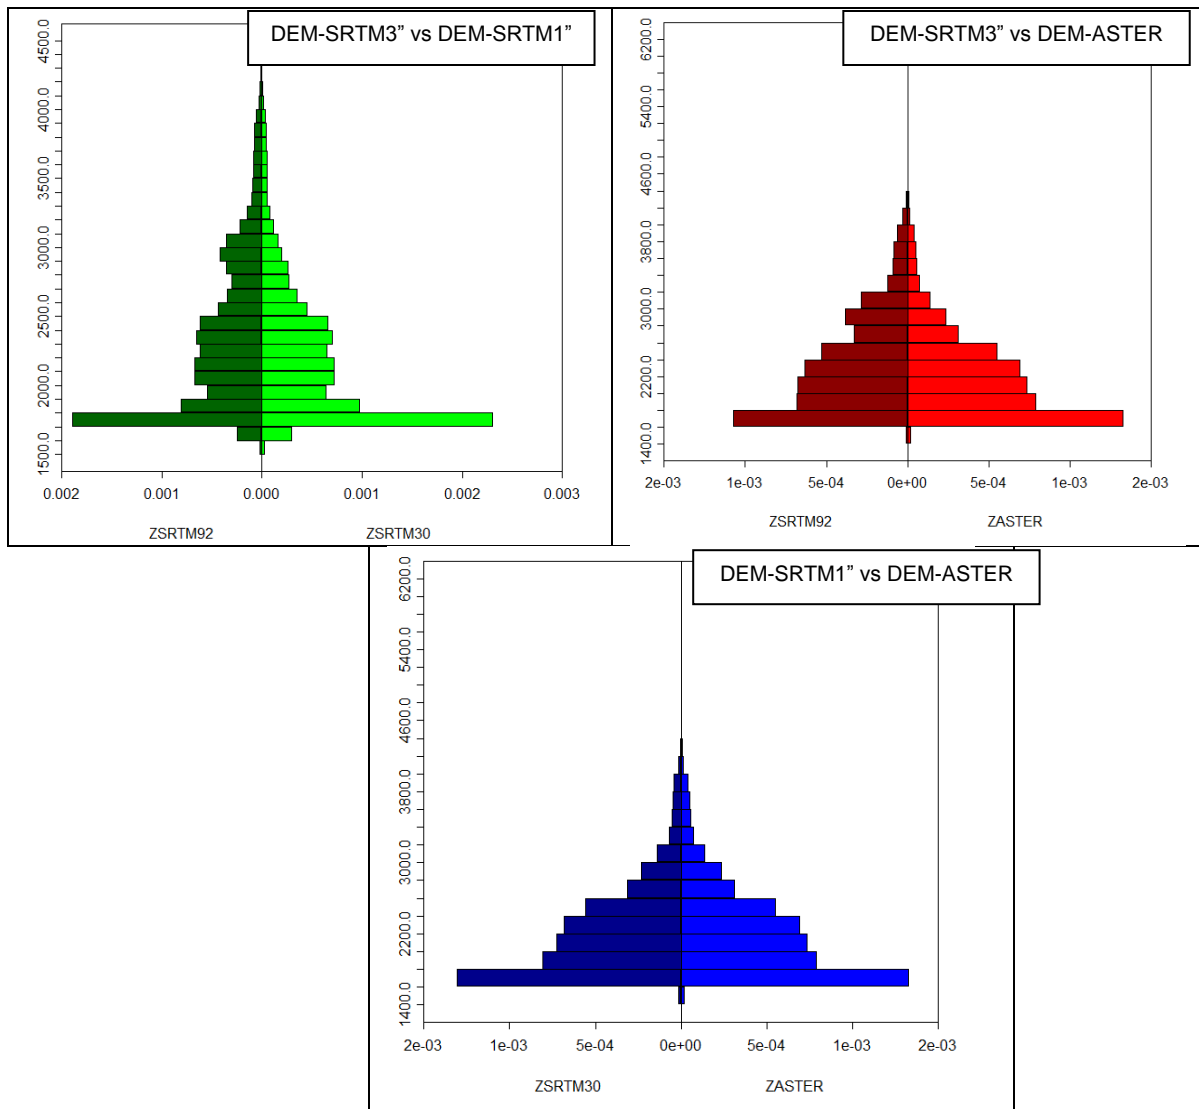 DEM-SRTM3” vs DEM-SRTM1”
4500.0
4000.0
3500.0
3000.0
2500.0
2000.0
1500.0
0.002 0.001 0.000 0.001 0.002 0.003
ZSRTM92 ZSRTM30
DEM-SRTM3” vs DEM-ASTER
6200.0
5400.0
4600.0
3800.0
3000.0
2200.0
1400.0
2e-03 1e-03 5e-04 0e+00 5e-04 1e-03 2e-03
ZSRTM92 ZASTER
DEM-SRTM1” vs DEM-ASTER
6200.0
5400.0
4600.0
3800.0
3000.0
2200.0
1400.0
2e-03 1e-03 5e-04 0e+00 5e-04 1e-03 2e-03
ZSRTM30 ZASTER